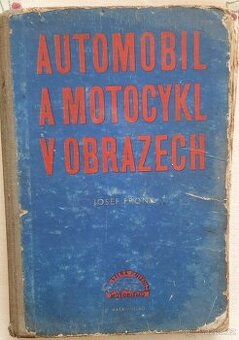 AUTOMOBIL
A MOTOCYKL
V OBRAZECH
JOSEF FRONK